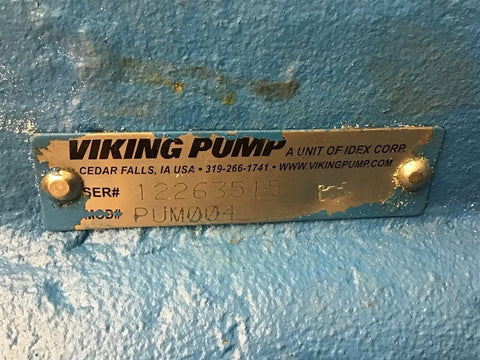 VIKING PUMP A UNIT OF IDEX CORP.
CEDAR FALLS, IA USA • 319-266-1741 • WWW.VIKINGPUMP.COM
SER# 12263515
MOD# PUM004